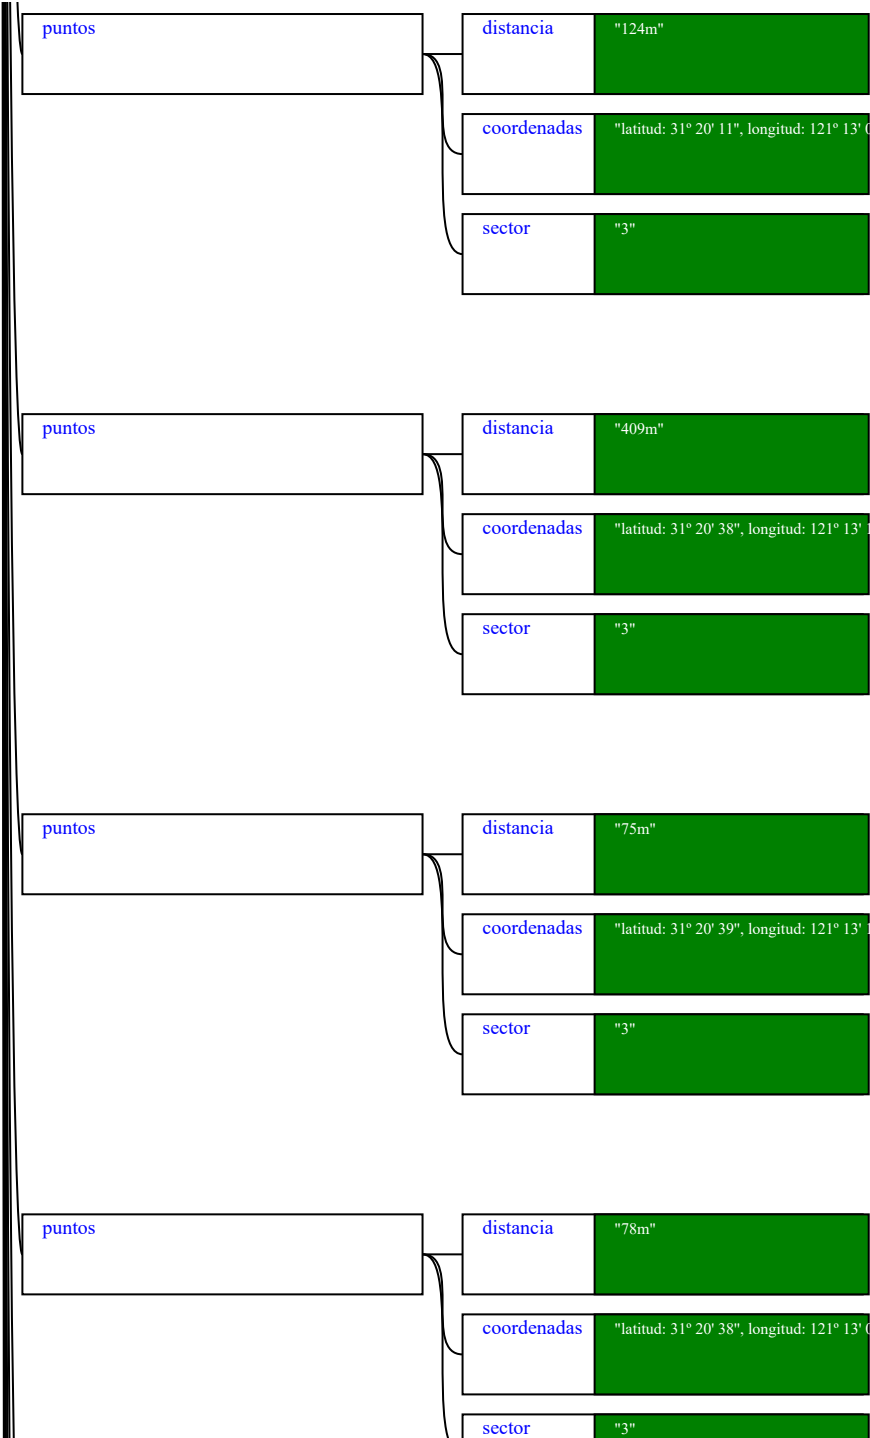 puntos
distancia "124m"
coordenadas "latitud: 31º 20' 11", longitud: 121º 13'
sector "3"
puntos
distancia "409m"
coordenadas "latitud: 31º 20' 38", longitud: 121º 13'
sector "3"
puntos
distancia "75m"
coordenadas "latitud: 31º 20' 39", longitud: 121º 13'
sector "3"
puntos
distancia "78m"
coordenadas "latitud: 31º 20' 38", longitud: 121º 13'
sector "3"